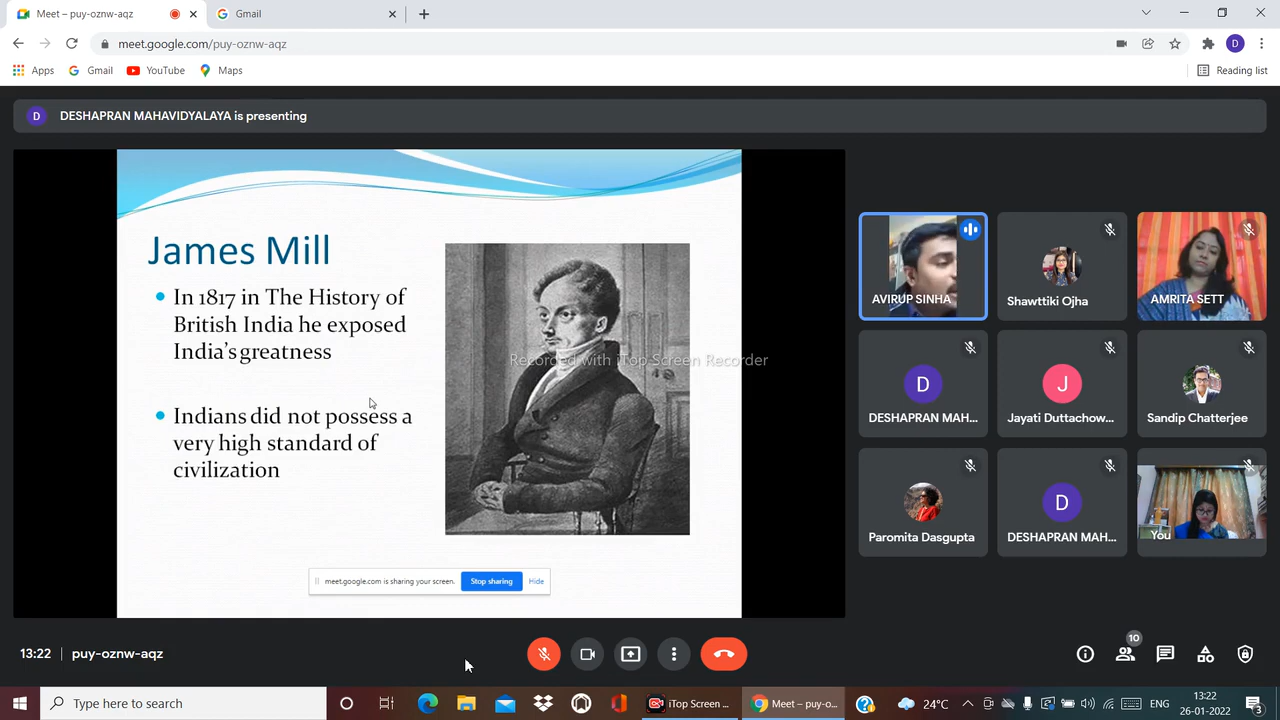 Meet – puy-oznw-aqz
Gmail
meet.google.com/puy-oznw-aqz
D
Apps
Gmail
YouTube
Maps
Reading list
D
DESHAPRAN MAHAVIDYALAYA is presenting
James Mill
In 1817 in The History of
British India he exposed
India's greatness
Indians did not possess a
very high standard of
civilization
Recorded with iTop Screen Recorder
meet.google.com is sharing your screen.
Stop sharing
Hide
AVIRUP SINHA
Shawttiki Ojha
AMRITA SETT
D
DESHAPRAN MAH...
J
Jayati Duttachow...
Sandip Chatterjee
Paromita Dasgupta
D
DESHAPRAN MAH...
You
13:22 | puy-oznw-aqz
10
Type here to search
iTop Screen ...
Meet – puy-o...
24°C
ENG
13:22
26-01-2022
3